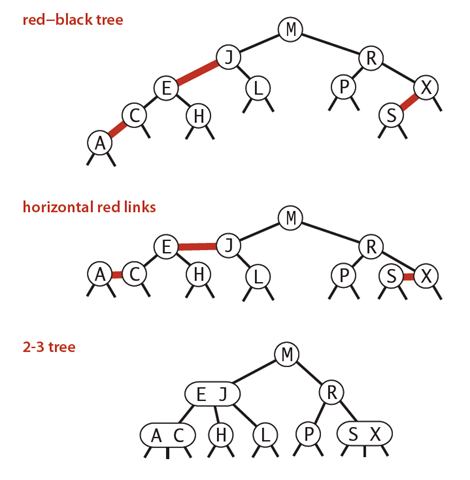 red–black tree
M
J R
E L P X
C H S
A
horizontal red links
M
E J R
A C H L P S X
2-3 tree
M
E J R
A C H L P S X